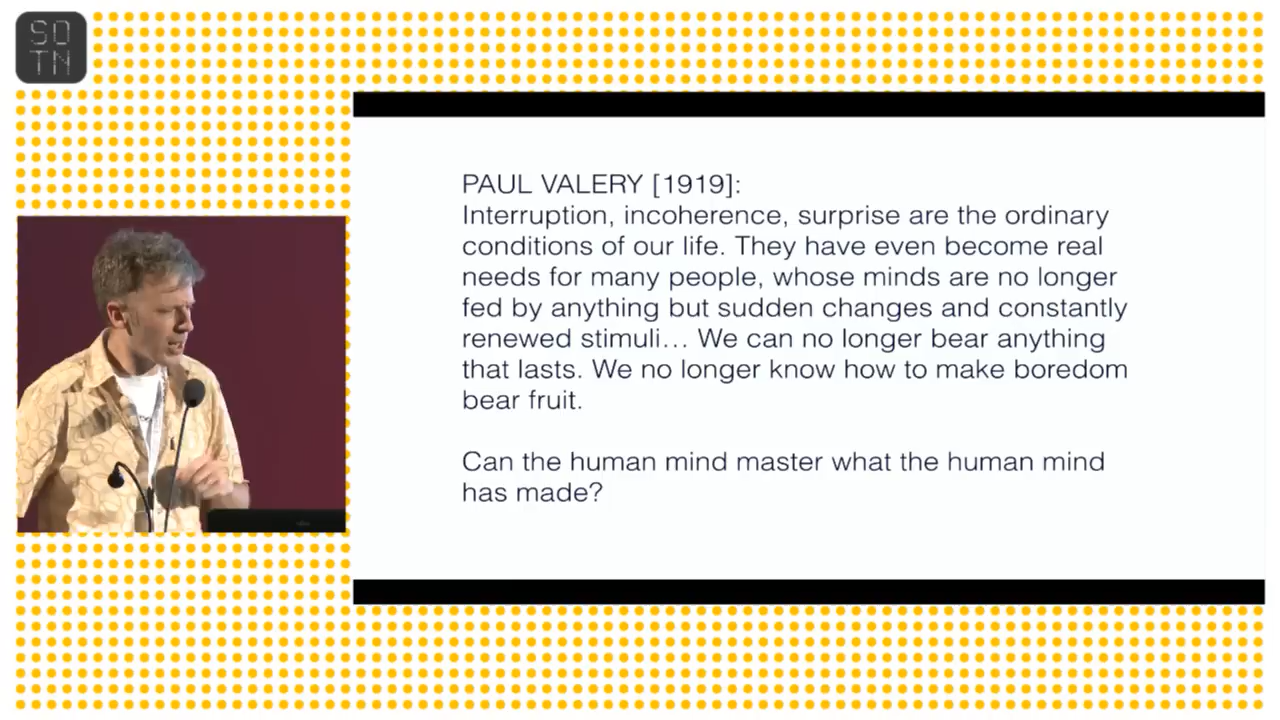 SO
TN
PAUL VALERY [1919]:
Interruption, incoherence, surprise are the ordinary
conditions of our life. They have even become real
needs for many people, whose minds are no longer
fed by anything but sudden changes and constantly
renewed stimuli… We can no longer bear anything
that lasts. We no longer know how to make boredom
bear fruit.
Can the human mind master what the human mind
has made?